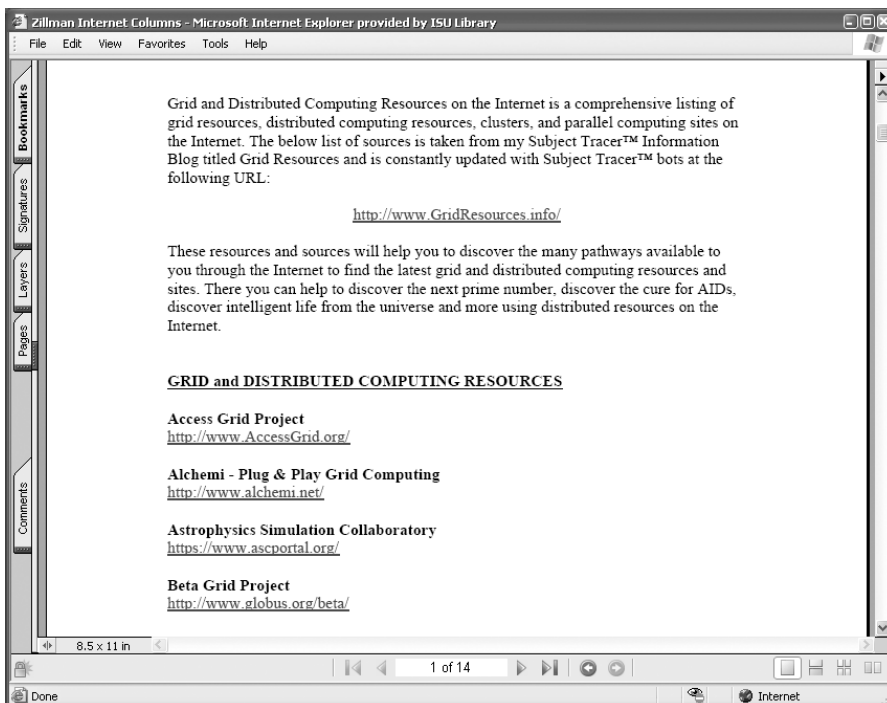 Zillman Internet Columns - Microsoft Internet Explorer provided by ISU Library
File Edit View Favorites Tools Help
Bookmarks
Signatures
Layers
Pages
Comments
Grid and Distributed Computing Resources on the Internet is a comprehensive listing of
grid resources, distributed computing resources, clusters, and parallel computing sites on
the Internet. The below list of sources is taken from my Subject Tracer™ Information
Blog titled Grid Resources and is constantly updated with Subject Tracer™ bots at the
following URL:
http://www.GridResources.info/
These resources and sources will help you to discover the many pathways available to
you through the Internet to find the latest grid and distributed computing resources and
sites. There you can help to discover the next prime number, discover the cure for AIDs,
discover intelligent life from the universe and more using distributed resources on the
Internet.
GRID and DISTRIBUTED COMPUTING RESOURCES
Access Grid Project
http://www.AccessGrid.org/
Alchemi - Plug & Play Grid Computing
http://www.alchemi.net/
Astrophysics Simulation Collaboratory
https://www.ascportal.org/
Beta Grid Project
http://www.globus.org/beta/
8.5 x 11 in
1 of 14
Done
Internet